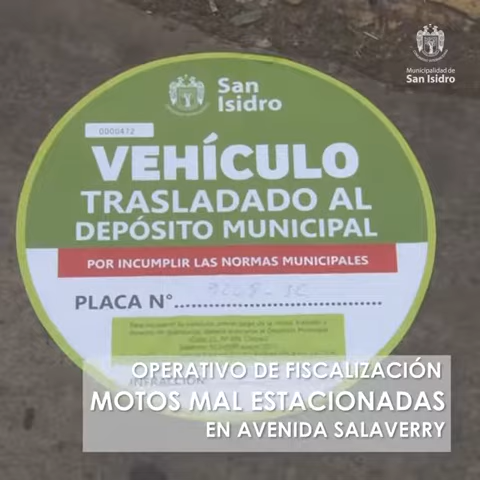 Municipalidad de
San Isidro
San
Isidro
0000472
VEHÍCULO
TRASLADADO AL
DEPÓSITO MUNICIPAL
POR INCUMPLIR LAS NORMAS MUNICIPALES
PLACA N°
INFRACCIÓN
OPERATIVO DE FISCALIZACIÓN
MOTOS MAL ESTACIONADAS
EN AVENIDA SALAVERRY